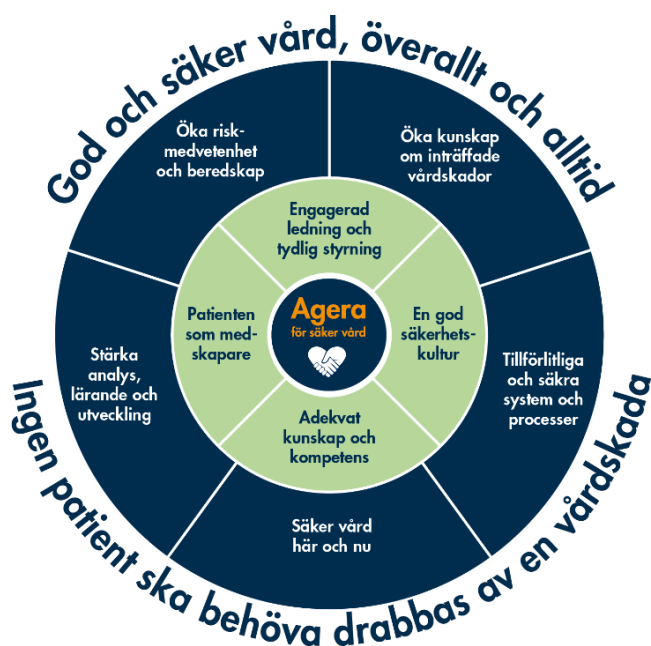 God och säker vård, överallt och alltid
Öka risk-
medvetenhet
och beredskap
Öka kunskap
om inträffade
vårdskador
Engagerad
ledning och
tydlig styrning
Patienten
som med-
skapare
Agera
för säker vård
En god
säkerhets-
kultur
Stärka
analys,
lärande och
utveckling
Tillförlitliga
och säkra
system och
processer
Adekvat
kunskap och
kompetens
Säker vård
här och nu
Ingen patient ska behöva drabbas av en vårdskada